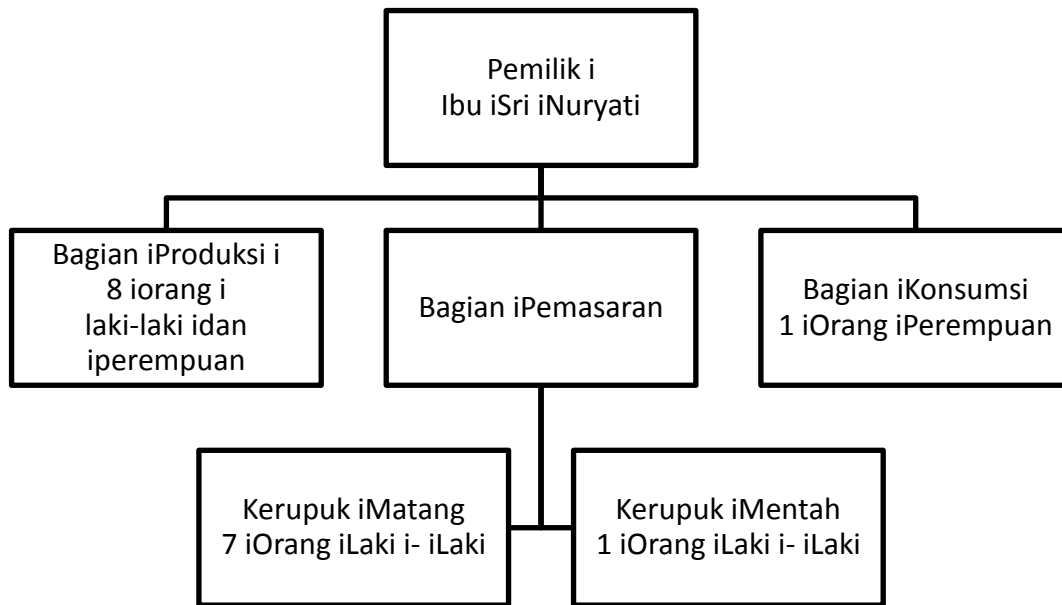 Pemilik i
Ibu iSri iNuryati
Bagian iProduksi i
8 iorang i
laki-laki idan
iperempuan
Bagian iPemasaran
Bagian iKonsumsi
1 iOrang iPerempuan
Kerupuk iMatang
7 iOrang iLaki i- iLaki
Kerupuk iMentah
1 iOrang iLaki i- iLaki